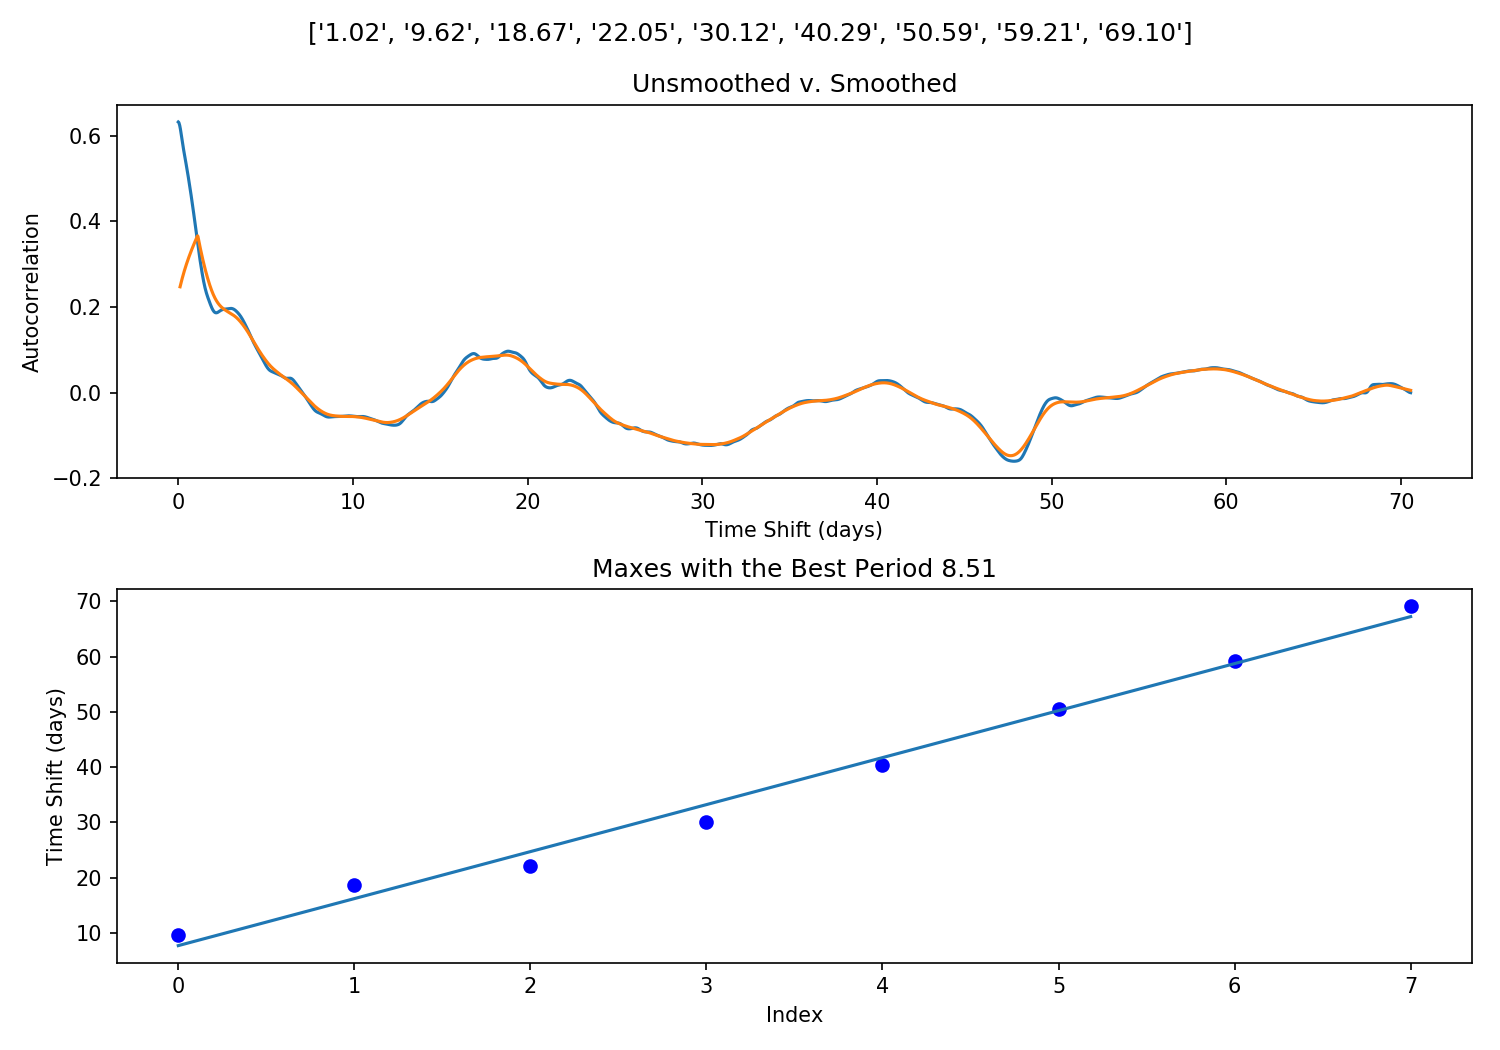 ['1.02', '9.62', '18.67', '22.05', '30.12', '40.29', '50.59', '59.21', '69.10']
Unsmoothed v. Smoothed
Autocorrelation
0.6
0.4
0.2
0.0
−0.2
0 10 20 30 40 50 60 70
Time Shift (days)
Maxes with the Best Period 8.51
Time Shift (days)
70
60
50
40
30
20
10
0 1 2 3 4 5 6 7
Index